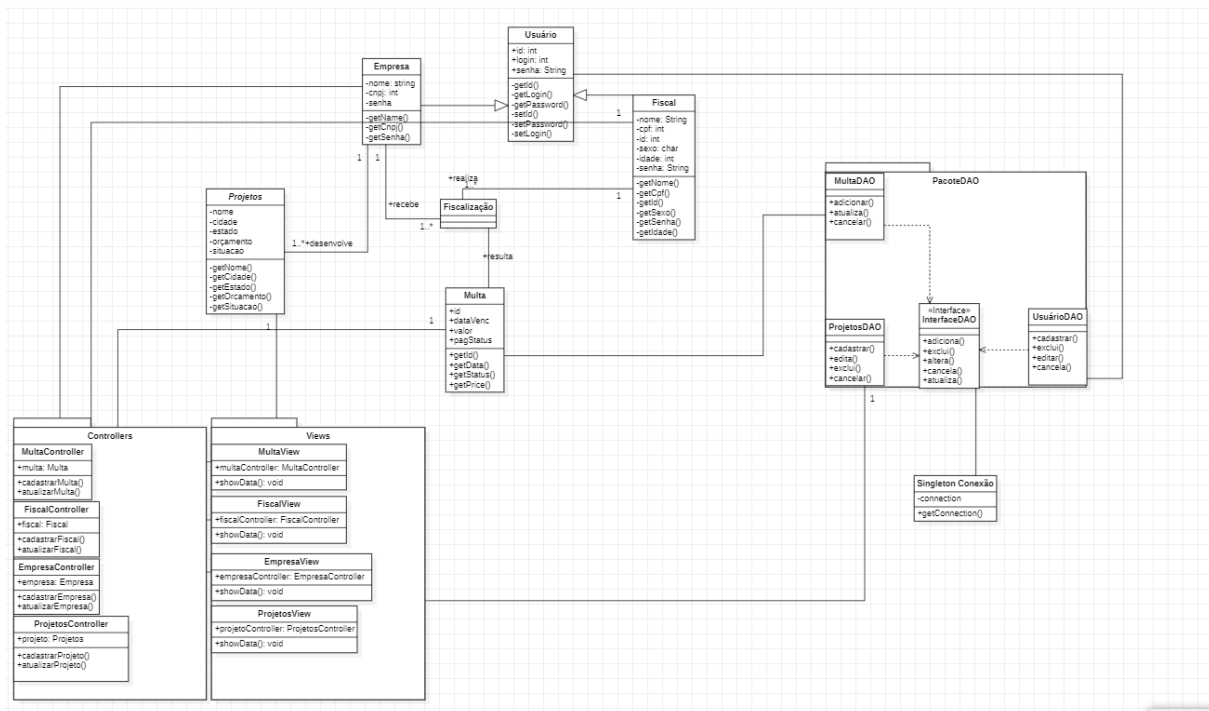 Usuário
+id: int
+login: int
+senha: String
-getId()
-getLogin()
-getPassword()
-setId()
-setPassword()
-setLogin()
Empresa
-nome: string
-cnpj: int
-senha
-getName()
-getCnpj()
-getSenha()
Fiscal
-nome: String
-cpf: int
-id: int
-sexo: char
-idade: int
-senha: String
-getNome()
-getCpf()
-getId()
-getSexo()
-getSenha()
-getIdade()
1
1
1
1
+realiza
1..*
+recebe
1..*
Fiscalização
+resulta
Projetos
-nome
-cidade
-estado
-orçamento
-situacao
-getNome()
-getCidade()
-getEstado()
-getOrcamento()
-getSituacao()
1..*
+desenvolve
1
1
Multa
+id
+dataVenc
+valor
+pagStatus
+getId()
+getData()
+getStatus()
+getPrice()
PacoteDAO
MultaDAO
+adicionar()
+atualiza()
+cancelar()
ProjetosDAO
+cadastrar()
+edita()
+exclui()
+cancelar()
«Interface»
InterfaceDAO
+adiciona()
+exclui()
+altera()
+cancela()
+atualiza()
UsuárioDAO
+cadastrar()
+exclui()
+editar()
+cancela()
1
Singleton Conexão
-connection
+getConnection()
Controllers
MultaController
+multa: Multa
+cadastrarMulta()
+atualizarMulta()
FiscalController
+fiscal: Fiscal
+cadastrarFiscal()
+atualizarFiscal()
EmpresaController
+empresa: Empresa
+cadastrarEmpresa()
+atualizarEmpresa()
ProjetosController
+projeto: Projetos
+cadastrarProjeto()
+atualizarProjeto()
Views
MultaView
+multaController: MultaController
+showData(): void
FiscalView
+fiscalController: FiscalController
+showData(): void
EmpresaView
+empresaController: EmpresaController
+showData(): void
ProjetosView
+projetoController: ProjetosController
+showData(): void